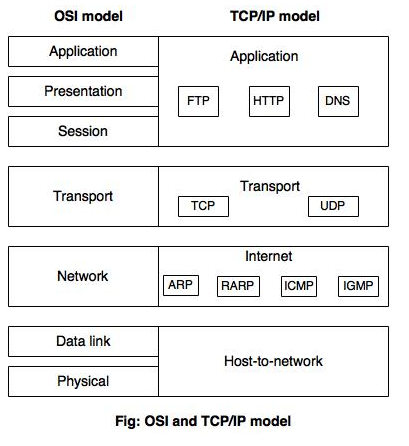 OSI model
TCP/IP model
Application
Presentation
Session
Application
FTP
HTTP
DNS
Transport
Transport
TCP
UDP
Network
Internet
ARP
RARP
ICMP
IGMP
Data link
Physical
Host-to-network
Fig: OSI and TCP/IP model